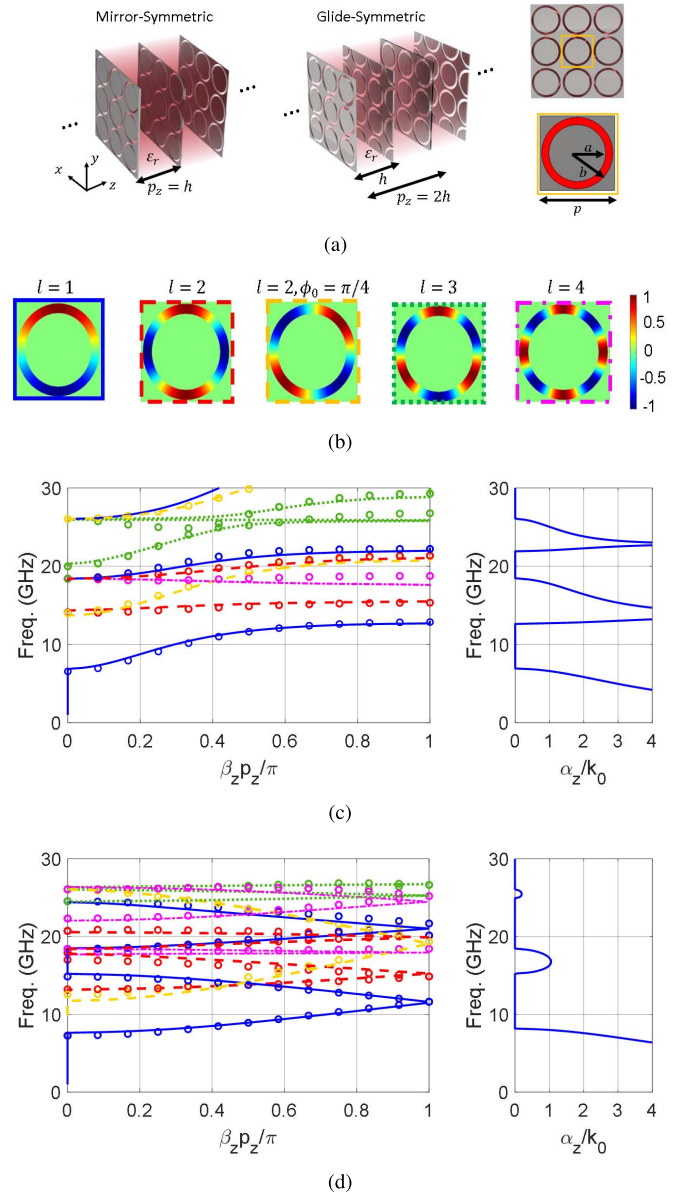 Mirror-Symmetric
Glide-Symmetric
...
...
...
...
x
y
z
εr
pz = h
εr
h
pz = 2h
a
b
p
(a)
l = 1
l = 2
l = 2, ϕ0 = π/4
l = 3
l = 4
1
0.5
0
-0.5
-1
(b)
Freq. (GHz)
30
20
10
0
0 0.2 0.4 0.6 0.8 1
βzpz/π
30
20
10
0
0 1 2 3 4
αz/k0
(c)
Freq. (GHz)
30
20
10
0
0 0.2 0.4 0.6 0.8 1
βzpz/π
30
20
10
0
0 1 2 3 4
αz/k0
(d)